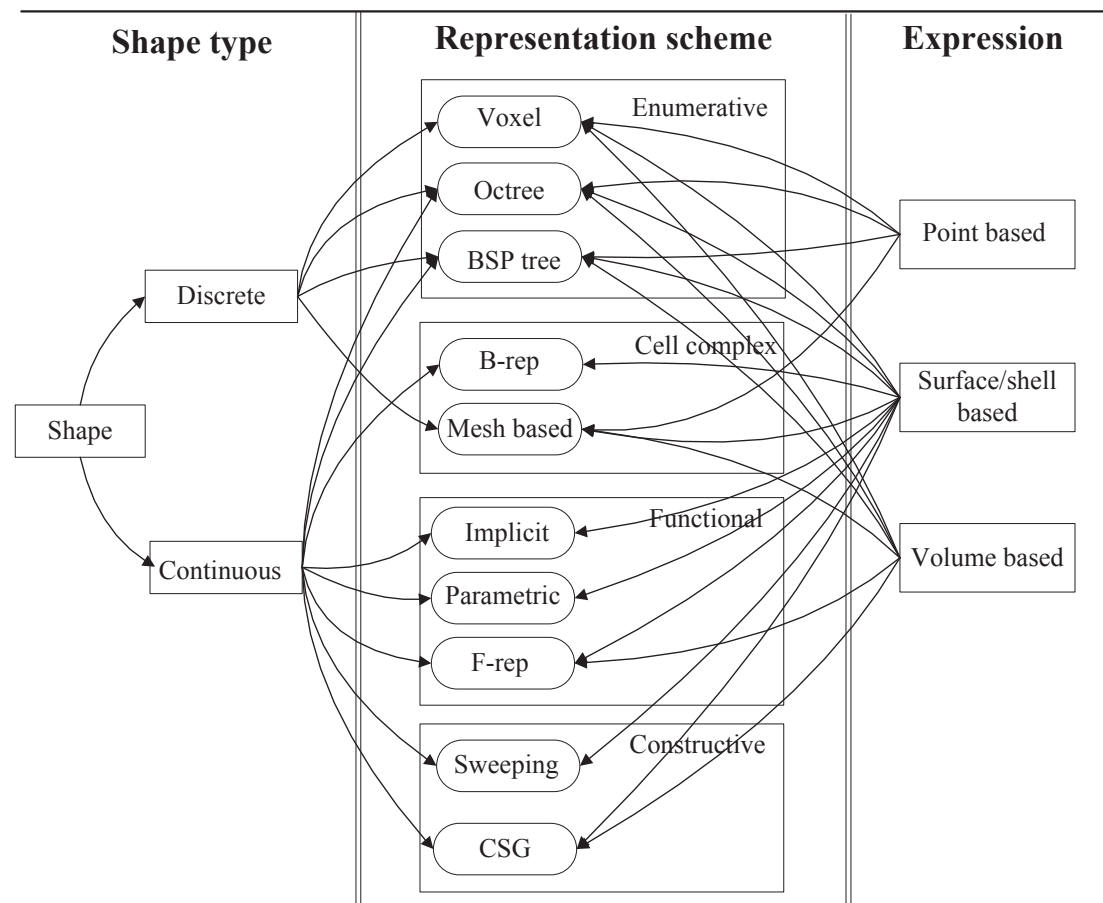 Shape type
Representation scheme
Expression
Shape
Discrete
Continuous
Enumerative
Voxel
Octree
BSP tree
Cell complex
B-rep
Mesh based
Functional
Implicit
Parametric
F-rep
Constructive
Sweeping
CSG
Point based
Surface/shell
based
Volume based